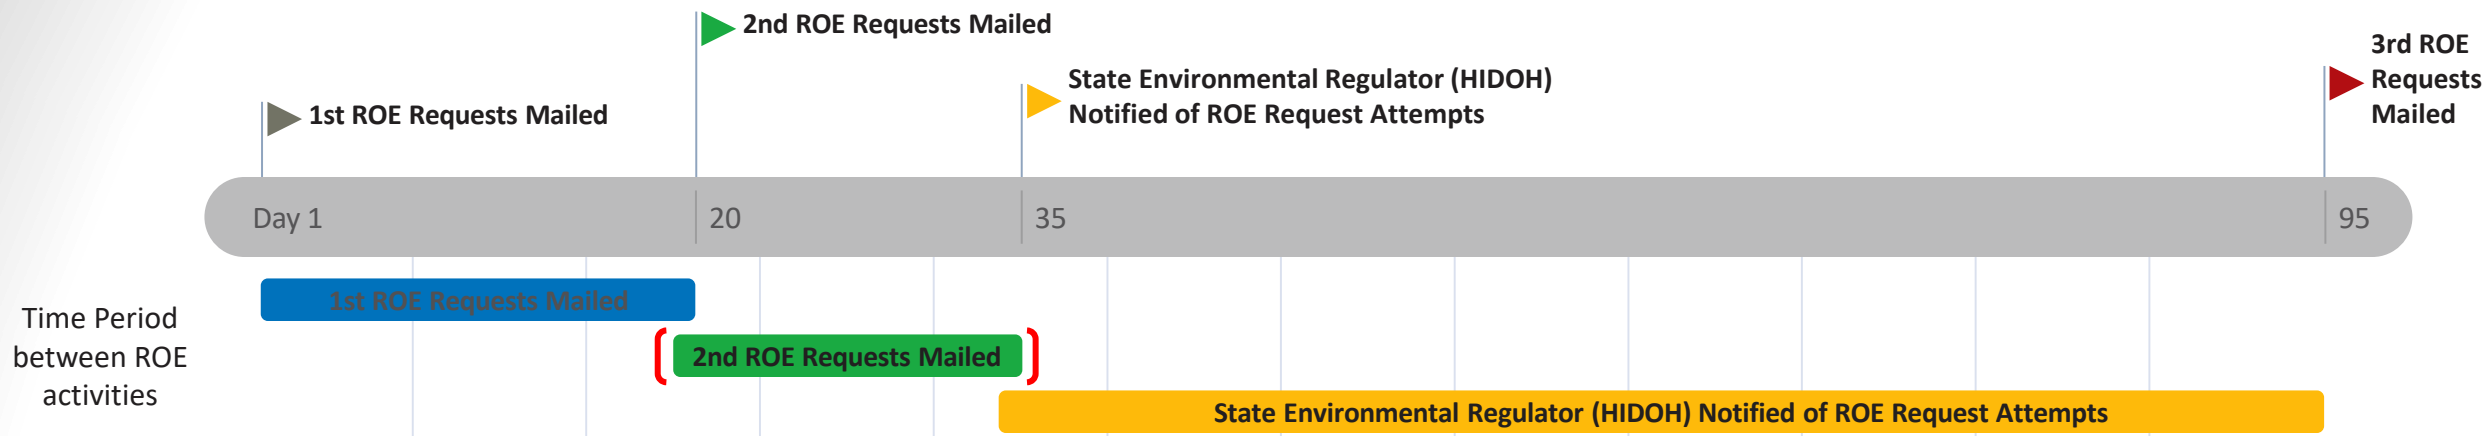 2nd ROE Requests Mailed
1st ROE Requests Mailed
State Environmental Regulator (HIDOH)
Notified of ROE Request Attempts
3rd ROE
Requests
Mailed
Day 1
20
35
95
Time Period
between ROE
activities
1st ROE Requests Mailed
2nd ROE Requests Mailed
State Environmental Regulator (HIDOH) Notified of ROE Request Attempts